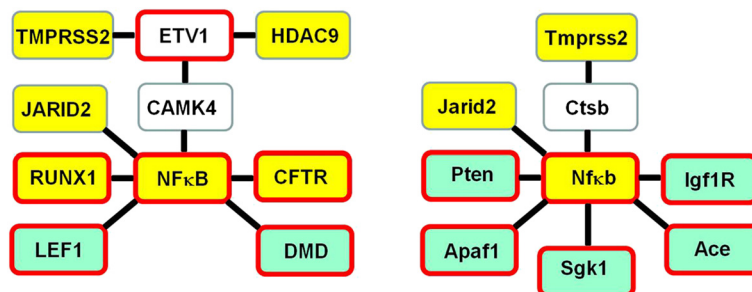 TMPRSS2
ETV1
HDAC9
JARID2
CAMK4
RUNX1
NFκB
CFTR
LEF1
DMD
Tmprss2
Jarid2
Ctsb
Pten
Nfκb
Igf1R
Apaf1
Sgk1
Ace